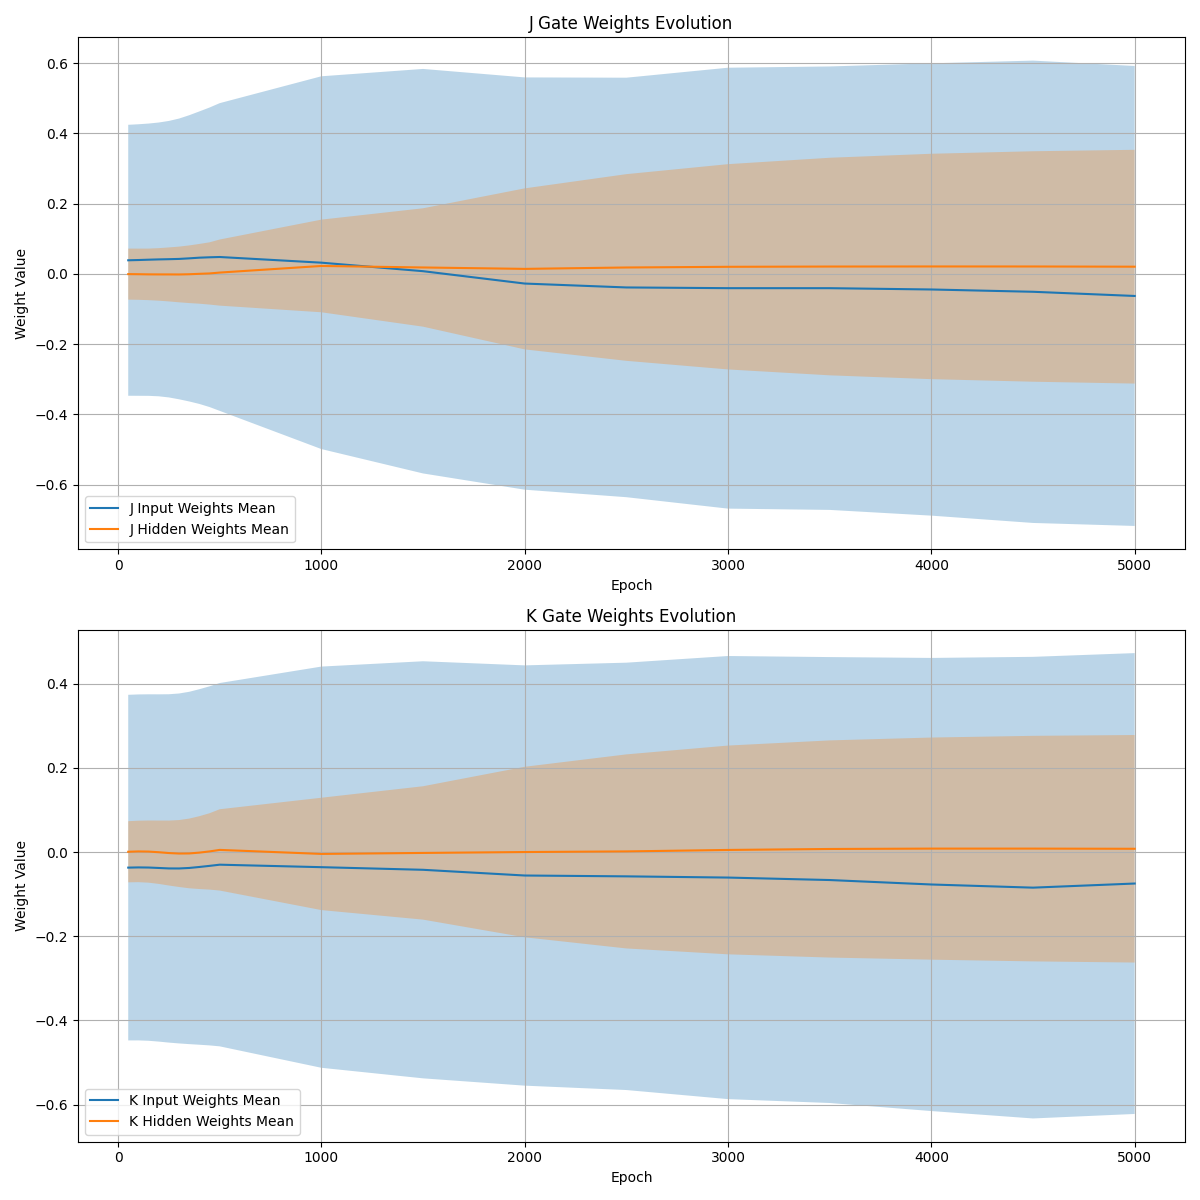 J Gate Weights Evolution
0.6
0.4
0.2
0.0
−0.2
−0.4
−0.6
Weight Value
J Input Weights Mean
J Hidden Weights Mean
0 1000 2000 3000 4000 5000
Epoch
K Gate Weights Evolution
0.4
0.2
0.0
−0.2
−0.4
−0.6
Weight Value
K Input Weights Mean
K Hidden Weights Mean
0 1000 2000 3000 4000 5000
Epoch